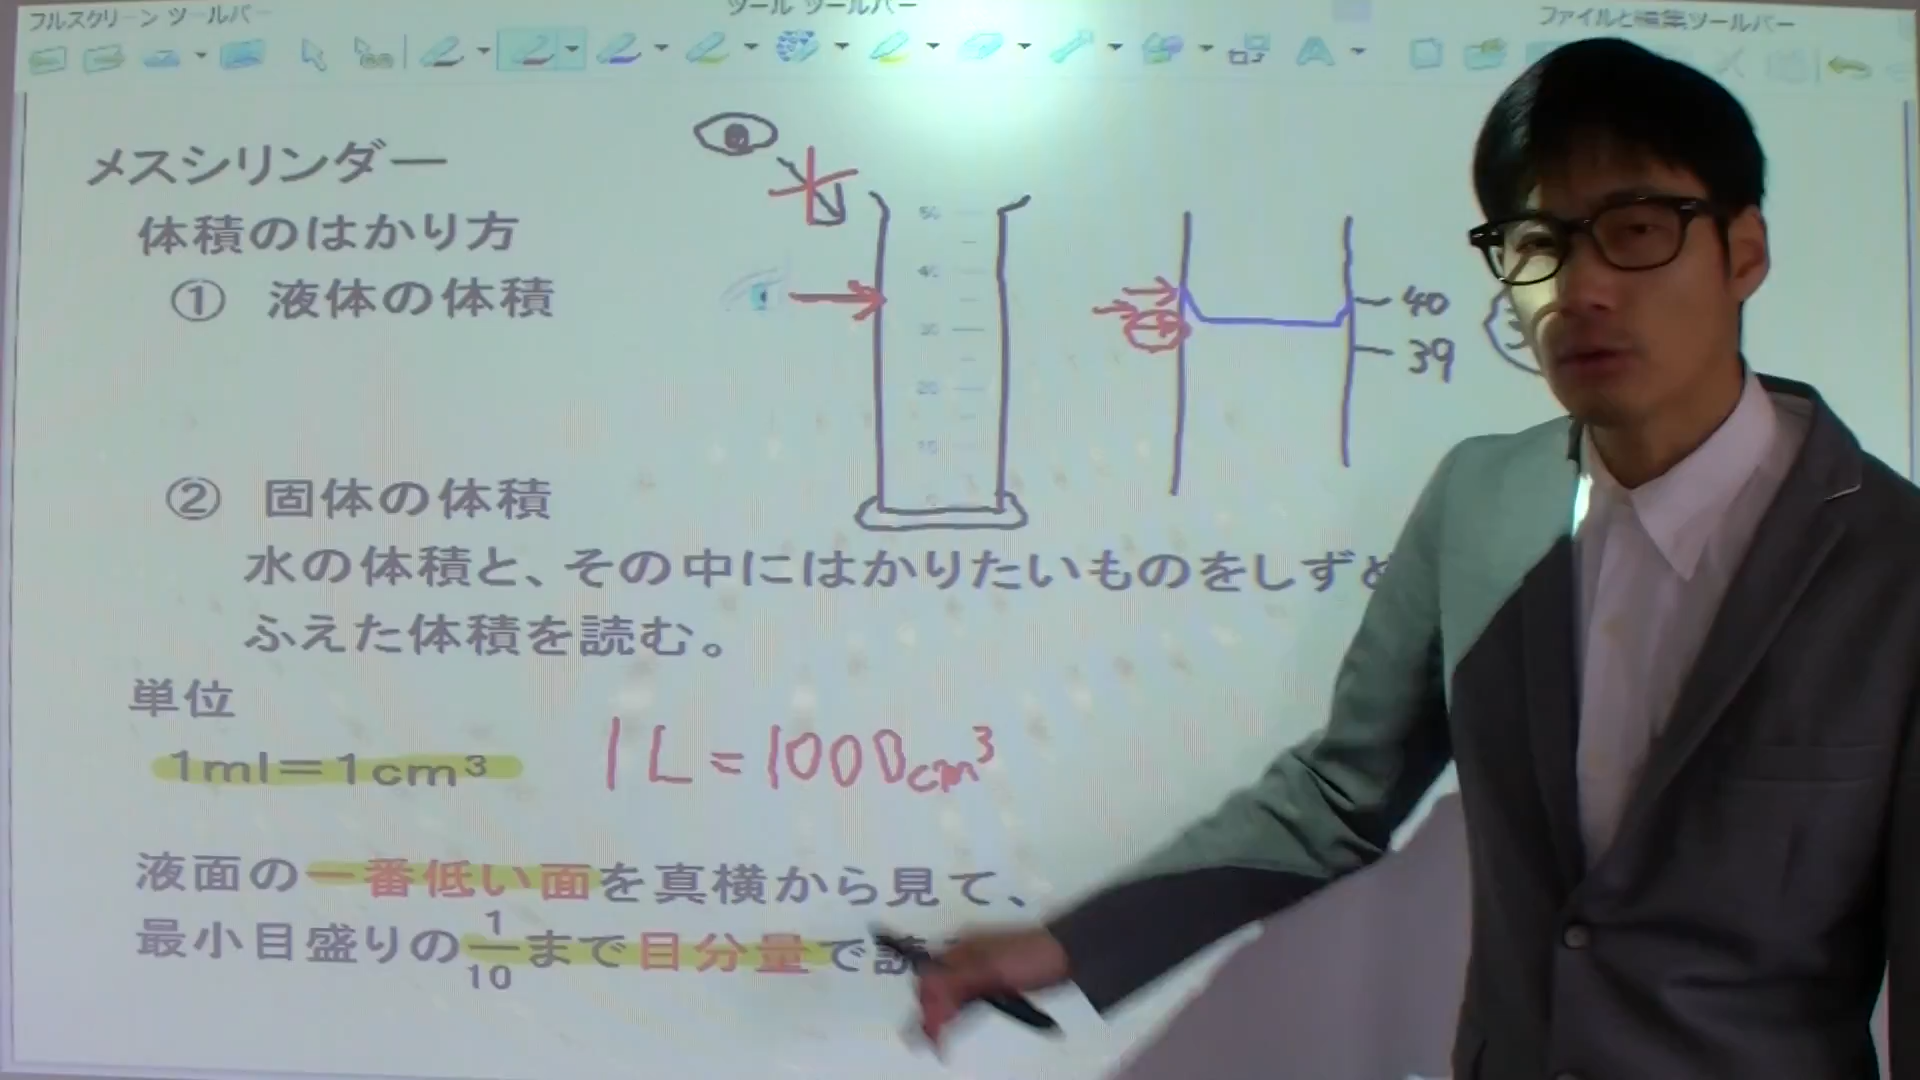 フルスクリーン ツールバー
ツール ツールバー
ファイルと編集ツールバー
メスシリンダー
体積のはかり方
① 液体の体積
50
40
30
20
10
0
40
39
② 固体の体積
水の体積と、その中にはかりたいものをしずめ
ふえた体積を読む。
単位
1ml＝1cm³
1L=1000cm³
液面の一番低い面を真横から見て、
最小目盛りの1/10まで目分量で読